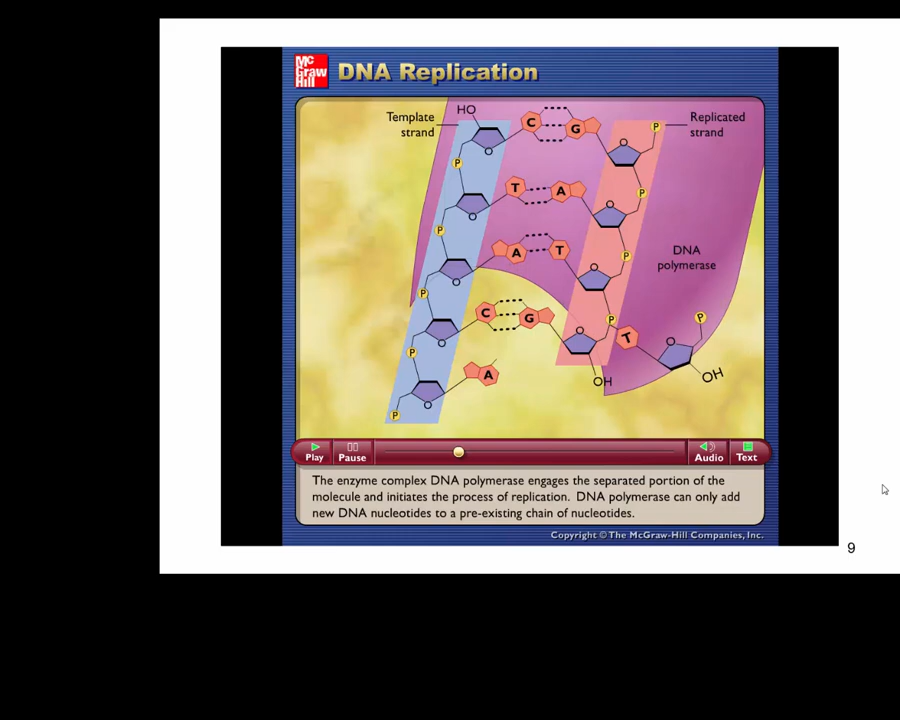 Mc
Graw
Hill
DNA Replication
Template
strand
HO
C
G
P
Replicated
strand
O
O
P
T
A
P
O
O
P
A
T
DNA
polymerase
P
O
O
P
C
G
P
T
P
O
O
O
P
A
OH
OH
O
P
Play
Pause
Audio
Text
The enzyme complex DNA polymerase engages the separated portion of the
molecule and initiates the process of replication. DNA polymerase can only add
new DNA nucleotides to a pre-existing chain of nucleotides.
Copyright © The McGraw-Hill Companies, Inc.
9